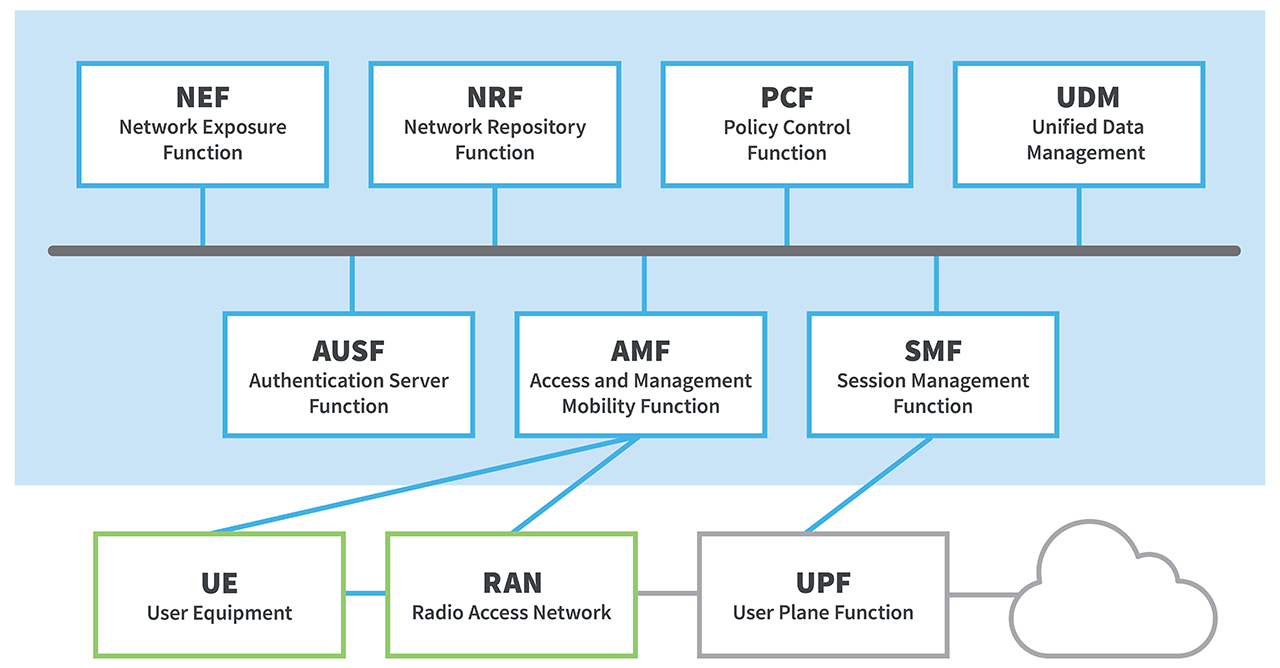 NEF
Network Exposure
Function
NRF
Network Repository
Function
PCF
Policy Control
Function
UDM
Unified Data
Management
AUSF
Authentication Server
Function
AMF
Access and Management
Mobility Function
SMF
Session Management
Function
UE
User Equipment
RAN
Radio Access Network
UPF
User Plane Function